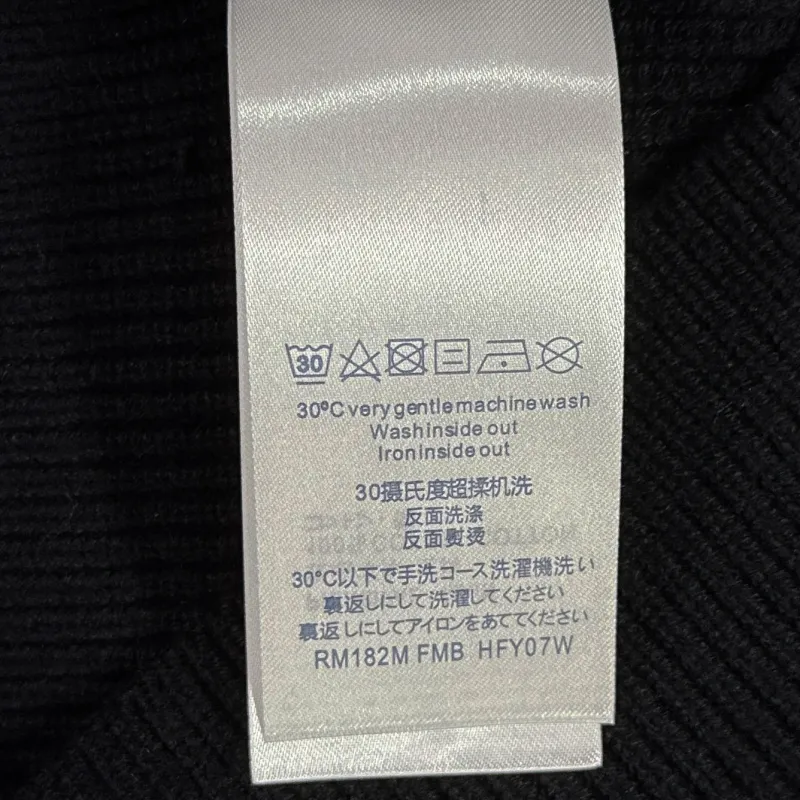 30
30°C very gentle machine wash
Wash inside out
Iron inside out
30摄氏度超揉机洗
反面洗涤
反面熨烫
30°C以下で手洗コース洗濯機洗い
裏返しにして洗濯してください
裏返しにしてアイロンをあててください
RM182M FMB HFY07W